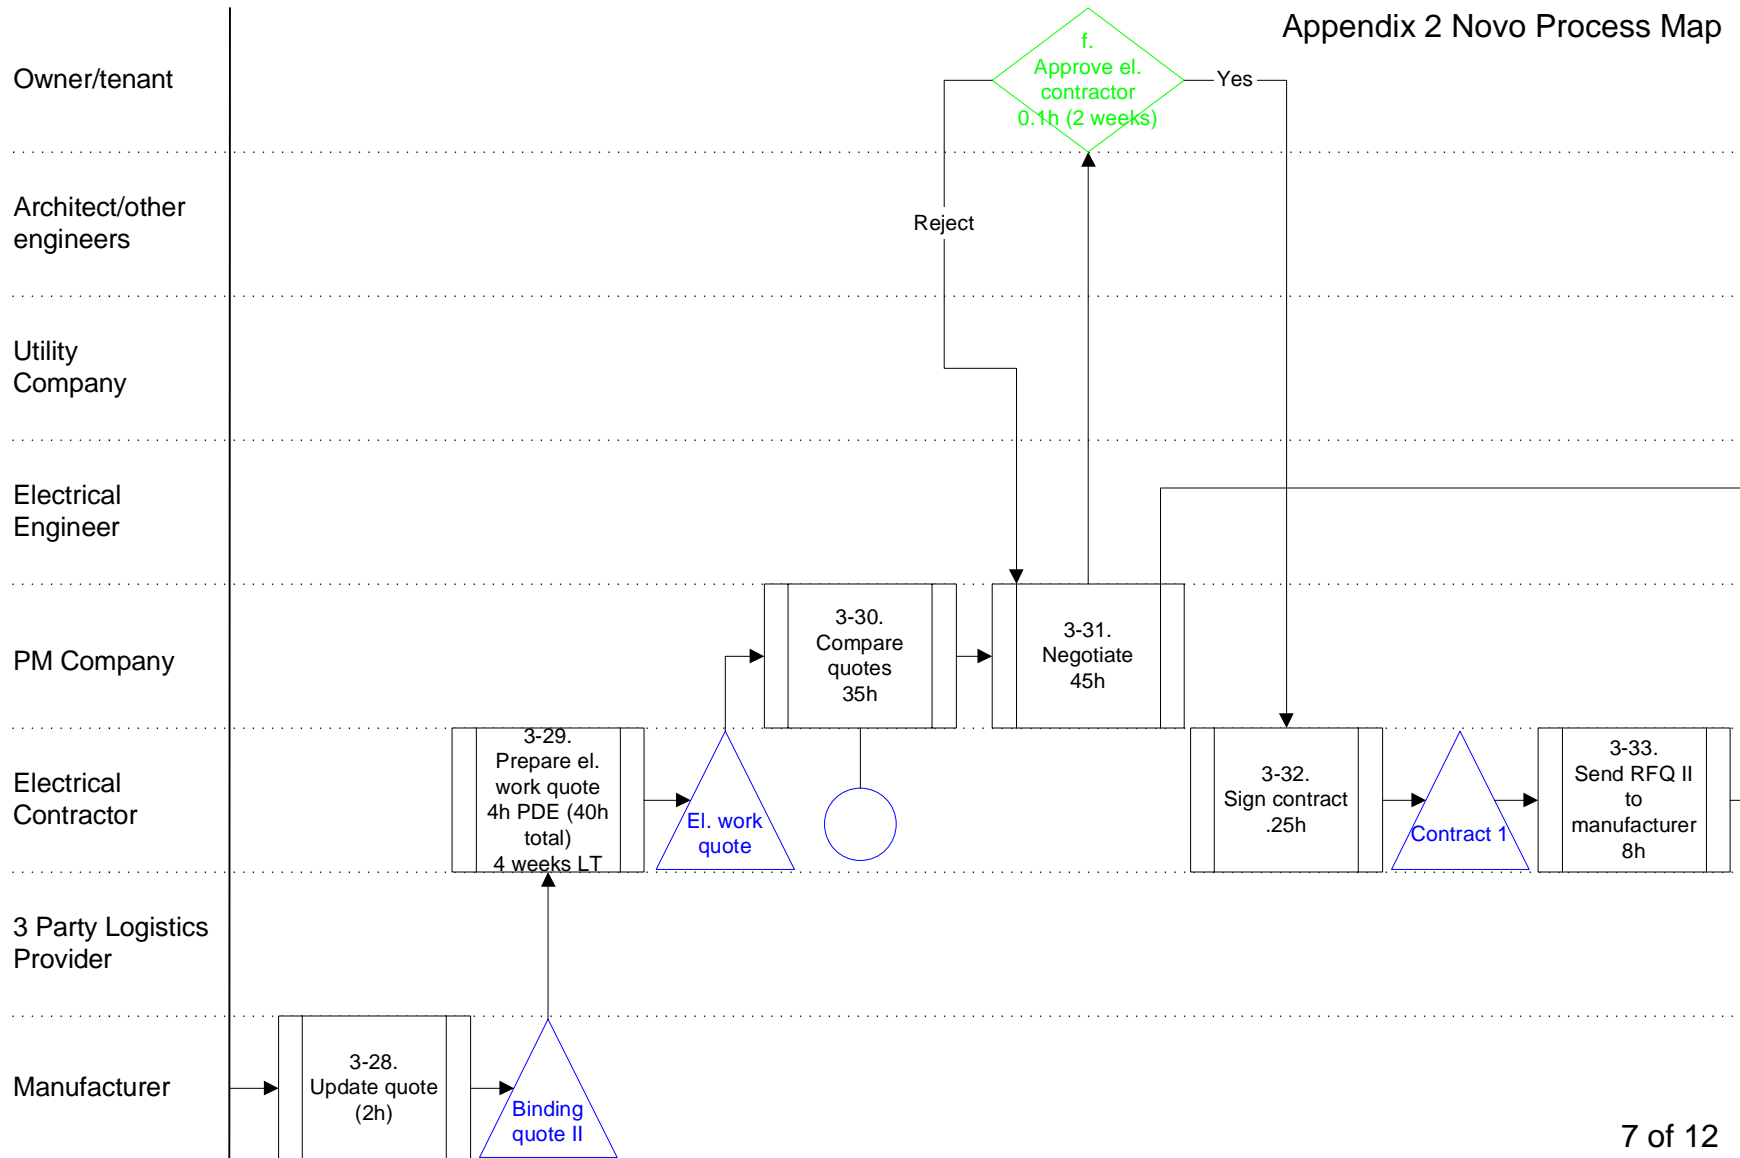 Appendix 2 Novo Process Map
Owner/tenant
f.
Approve el.
contractor
0.1h (2 weeks)
Yes
Architect/other
engineers
Reject
Utility
Company
Electrical
Engineer
PM Company
3-30.
Compare
quotes
35h
3-31.
Negotiate
45h
Electrical
Contractor
3-29.
Prepare el.
work quote
4h PDE (40h
total)
4 weeks LT
El. work
quote
3-32.
Sign contract
.25h
Contract 1
3-33.
Send RFQ II
to
manufacturer
8h
3 Party Logistics
Provider
Manufacturer
3-28.
Update quote
(2h)
Binding
quote II
7 of 12